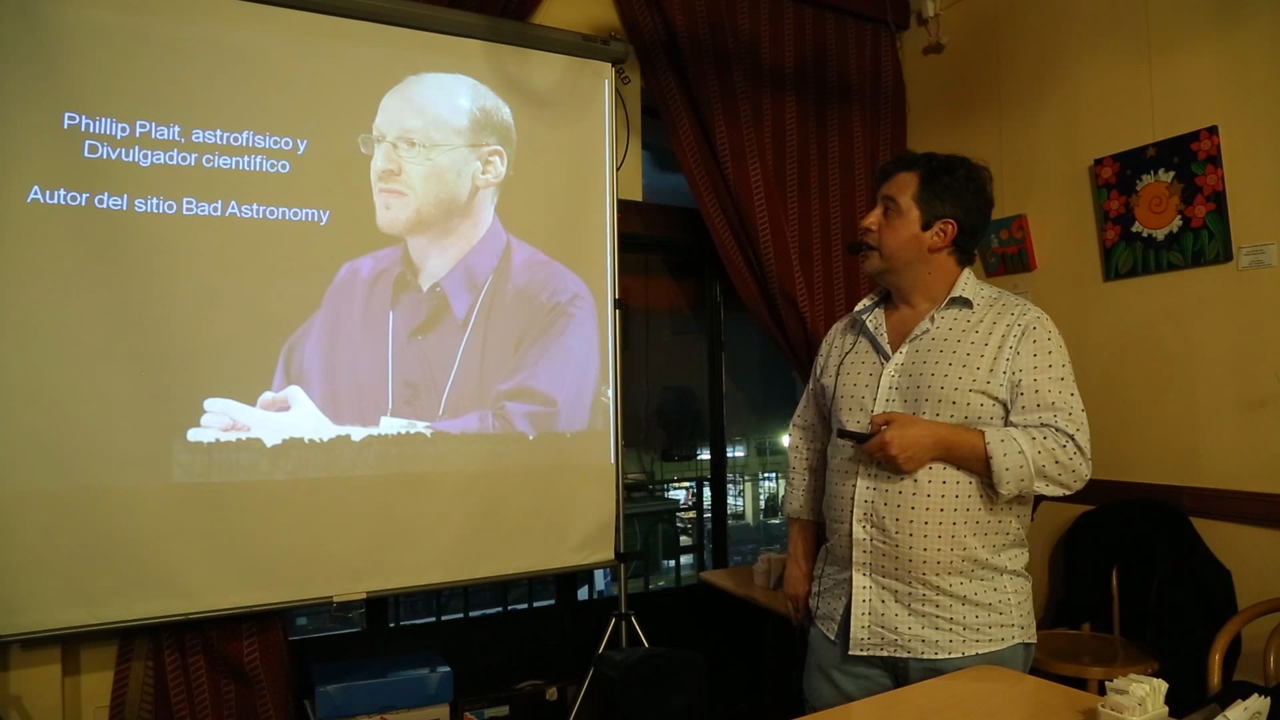 Phillip Plait, astrofísico y
Divulgador científico
Autor del sitio Bad Astronomy